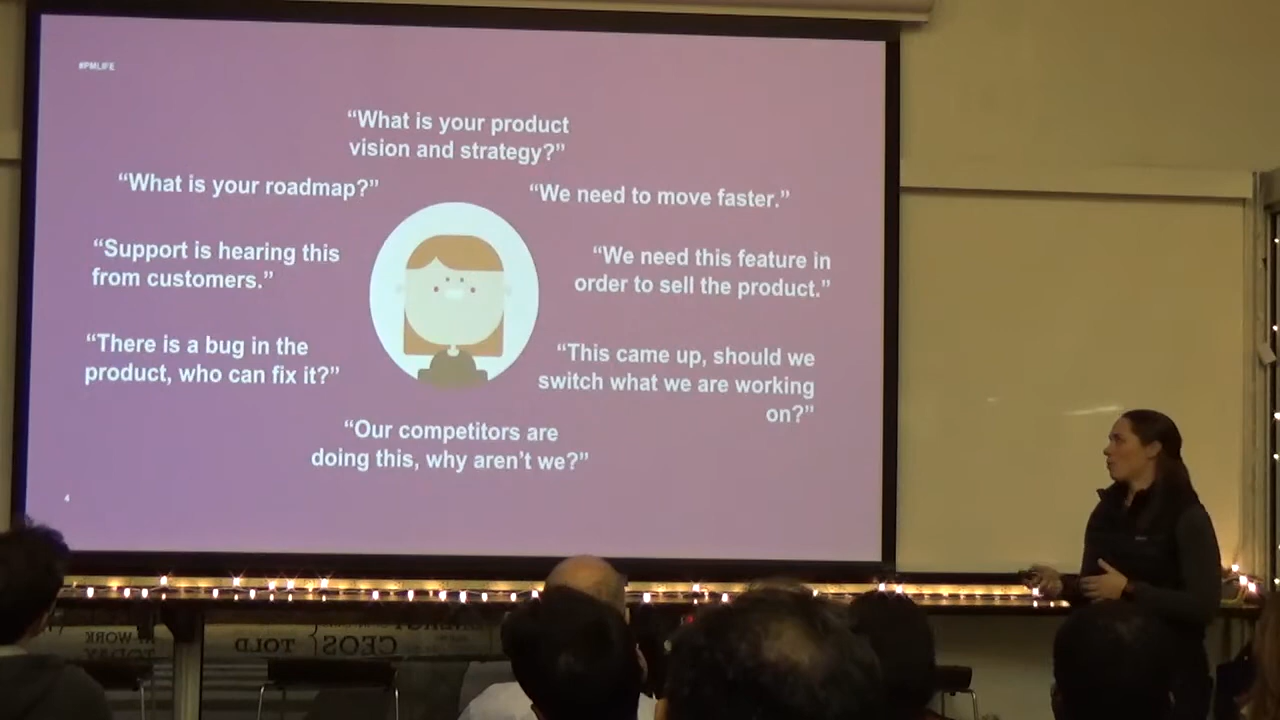 #PMLIFE
“What is your product
vision and strategy?”
“What is your roadmap?”
“We need to move faster.”
“Support is hearing this
from customers.”
“We need this feature in
order to sell the product.”
“There is a bug in the
product, who can fix it?”
“This came up, should we
switch what we are working
on?”
“Our competitors are
doing this, why aren’t we?”
4
WORK
TODAY
TOLD
CEOS